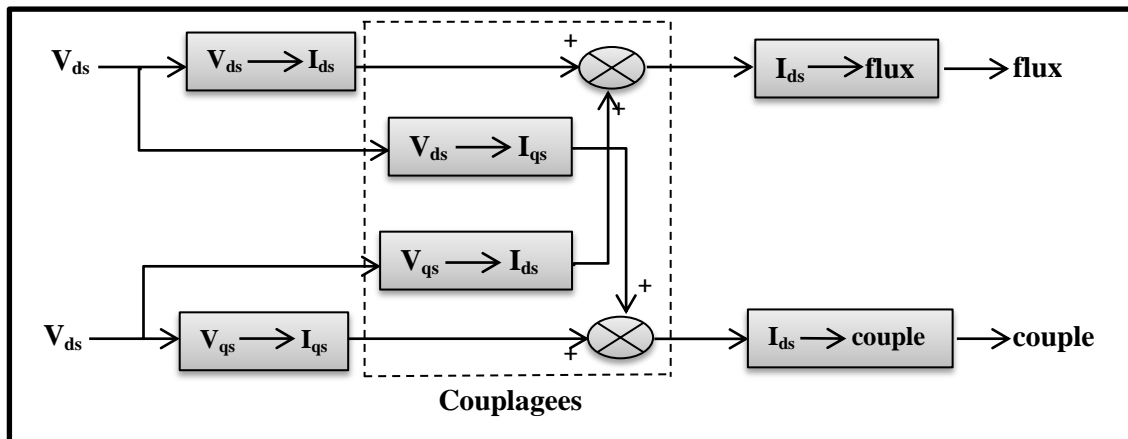 V_ds
V_ds → I_ds
+
I_ds → flux
flux
+
V_ds → I_qs
V_qs → I_ds
+
V_ds
V_qs → I_qs
+
I_ds → couple
couple
Couplagees